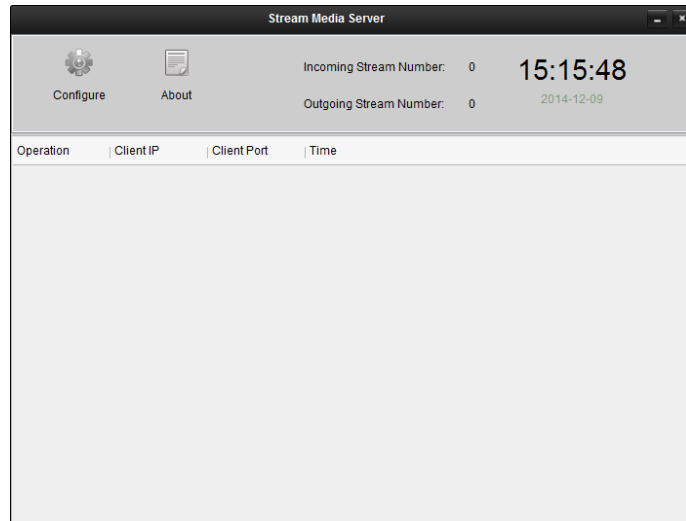 Stream Media Server
Configure
About
Incoming Stream Number: 0
Outgoing Stream Number: 0
15:15:48
2014-12-09
Operation Client IP Client Port Time